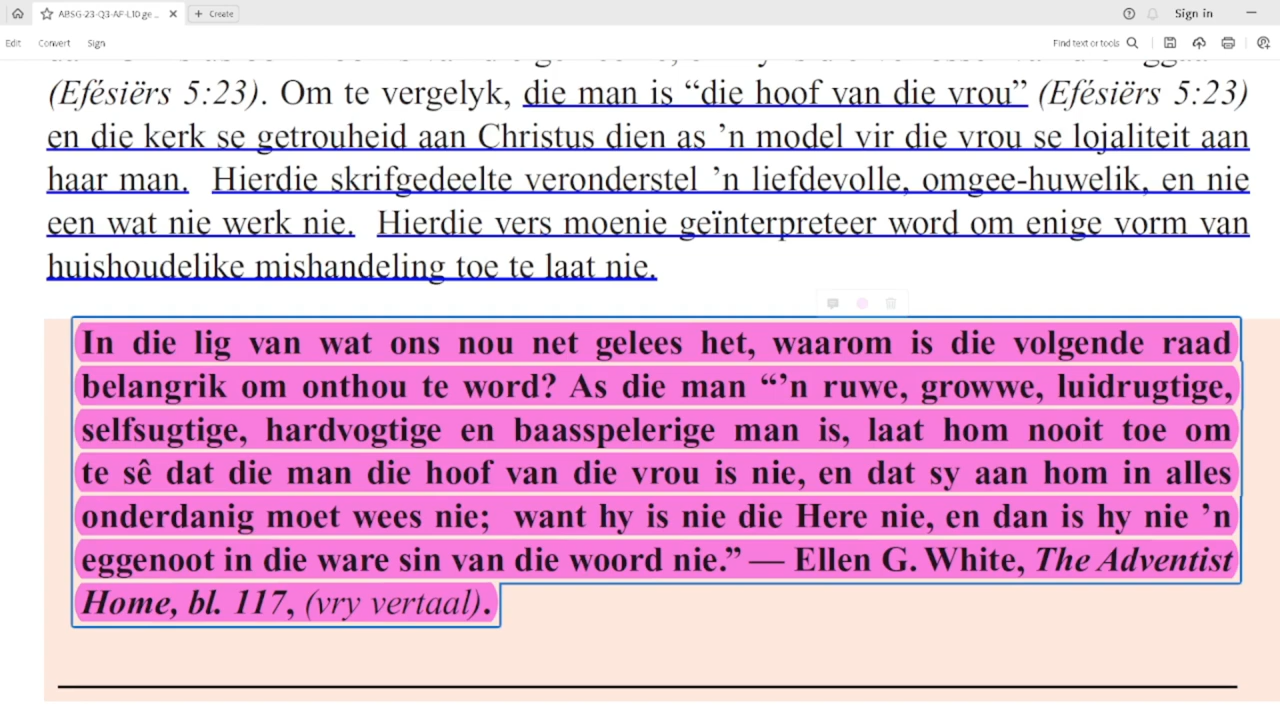 ABSG-23-Q3-AF-L10 ge...
Create
Sign in
Edit Convert Sign
Find text or tools
(Efésiërs 5:23). Om te vergelyk, die man is “die hoof van die vrou” (Efésiërs 5:23)
en die kerk se getrouheid aan Christus dien as ’n model vir die vrou se lojaliteit aan
haar man. Hierdie skrifgedeelte veronderstel ’n liefdevolle, omgee-huwelik, en nie
een wat nie werk nie. Hierdie vers moenie geïnterpreteer word om enige vorm van
huishoudelike mishandeling toe te laat nie.
In die lig van wat ons nou net gelees het, waarom is die volgende raad
belangrik om onthou te word? As die man “’n ruwe, growwe, luidrugtige,
selfsugtige, hardvogtige en baasspelerige man is, laat hom nooit toe om
te sê dat die man die hoof van die vrou is nie, en dat sy aan hom in alles
onderdanig moet wees nie; want hy is nie die Here nie, en dan is hy nie ’n
eggenoot in die ware sin van die woord nie.” — Ellen G. White, The Adventist
Home, bl. 117, (vry vertaal).